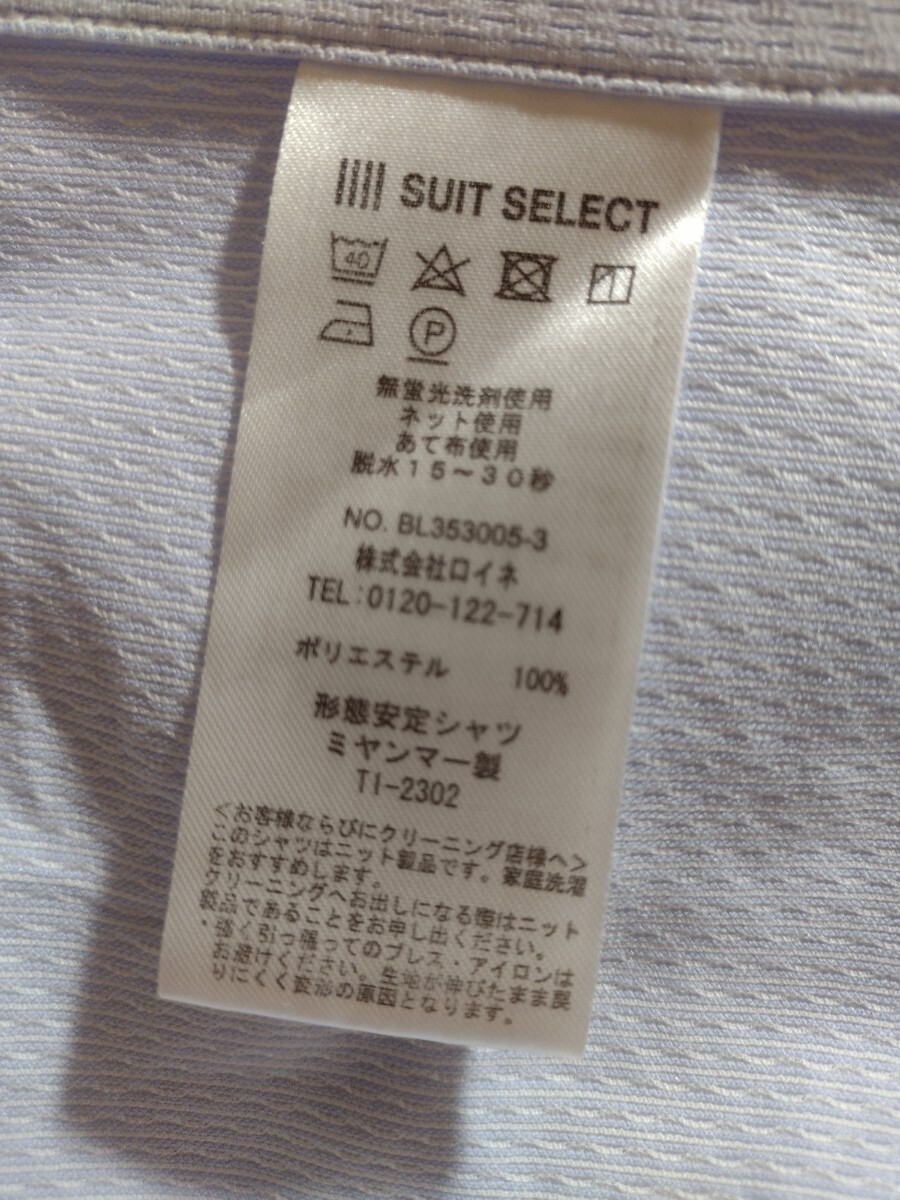 SUIT SELECT
40
P
無蛍光洗剤使用
ネット使用
あて布使用
脱水15~30秒
NO. BL353005-3
株式会社ロイネ
TEL:0120-122-714
ポリエステル 100%
形態安定シャツ
ミャンマー製
TI-2302
<お客様ならびにクリーニング店様へ>
このシャツはニット製品です。家庭洗濯
をおすすめします。
クリーニングへお出しになる際はニット
製品であることをお申し出ください。
・強く引っ張ってのプレス・アイロンは
お避けください。生地が伸びたまま戻
りにくく変形の原因となります。